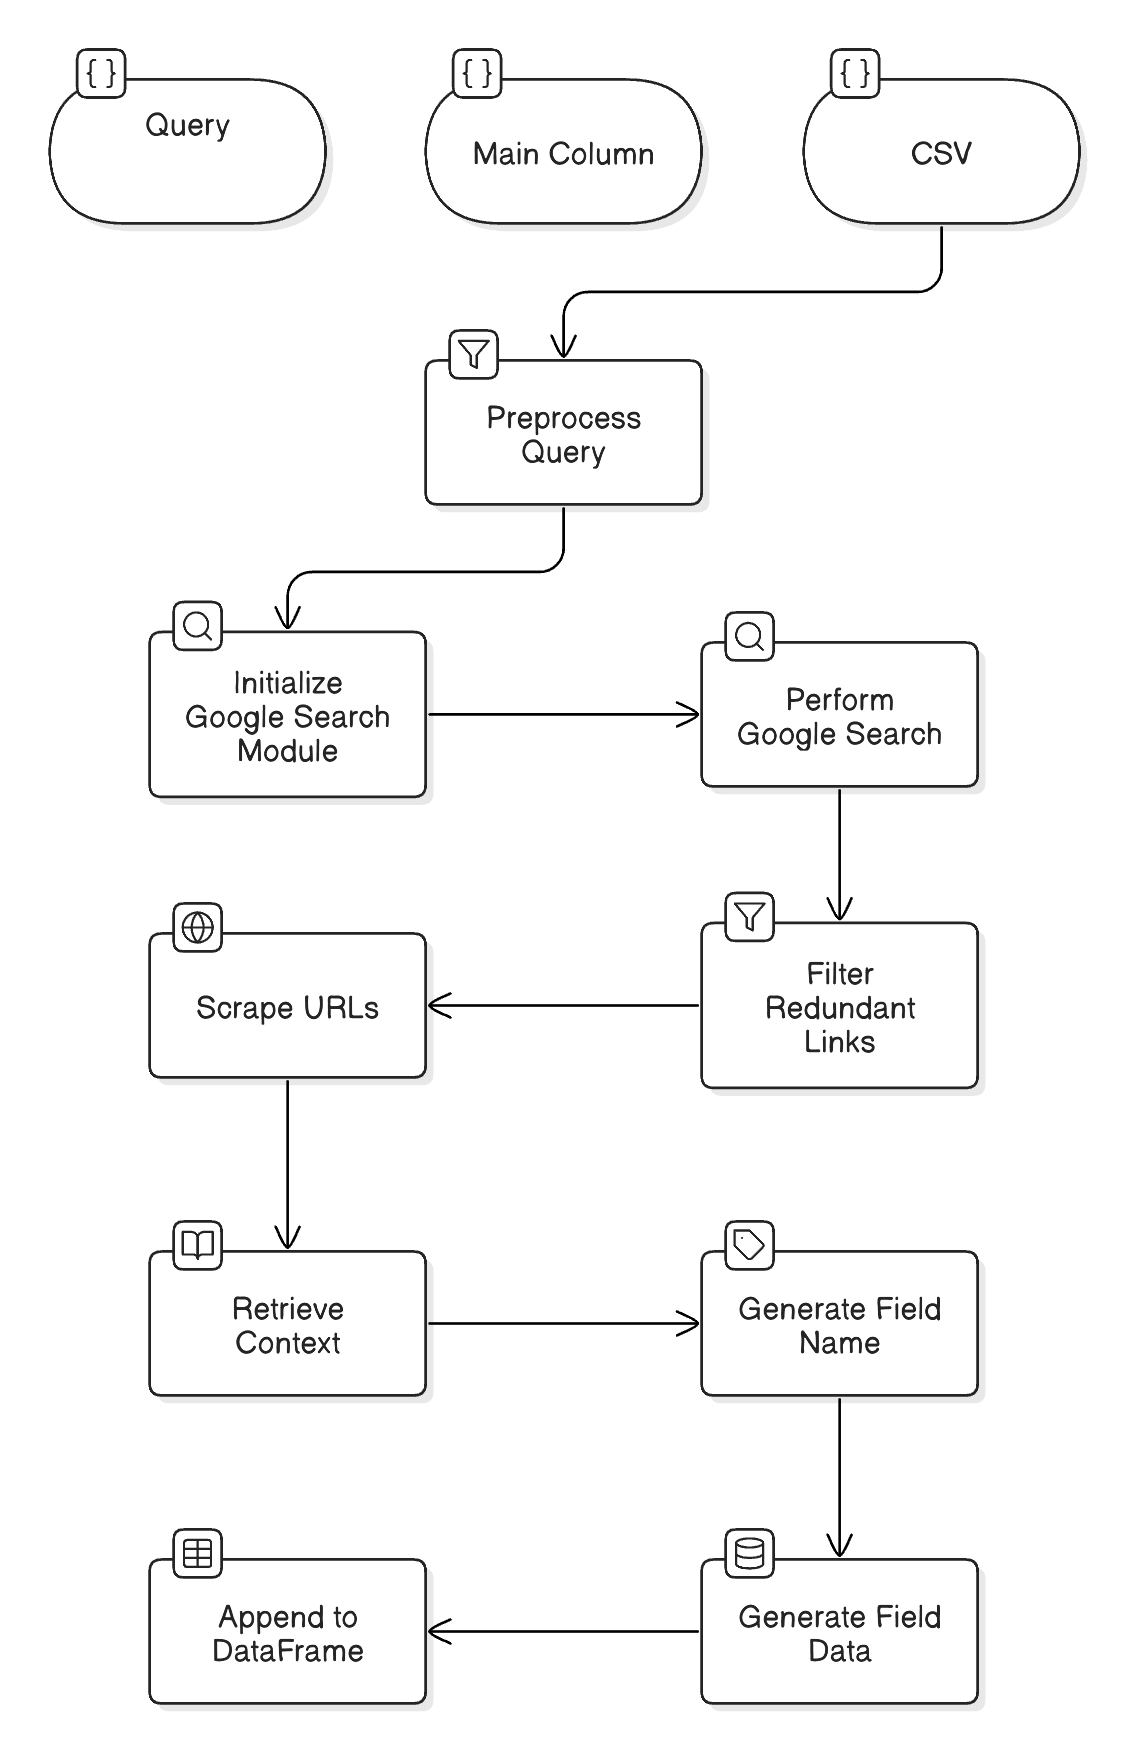 { }
Query
{ }
Main Column
{ }
CSV
Preprocess
Query
Initialize
Google Search
Module
Perform
Google Search
Filter
Redundant
Links
Scrape URLs
Retrieve
Context
Generate Field
Name
Generate Field
Data
Append to
DataFrame